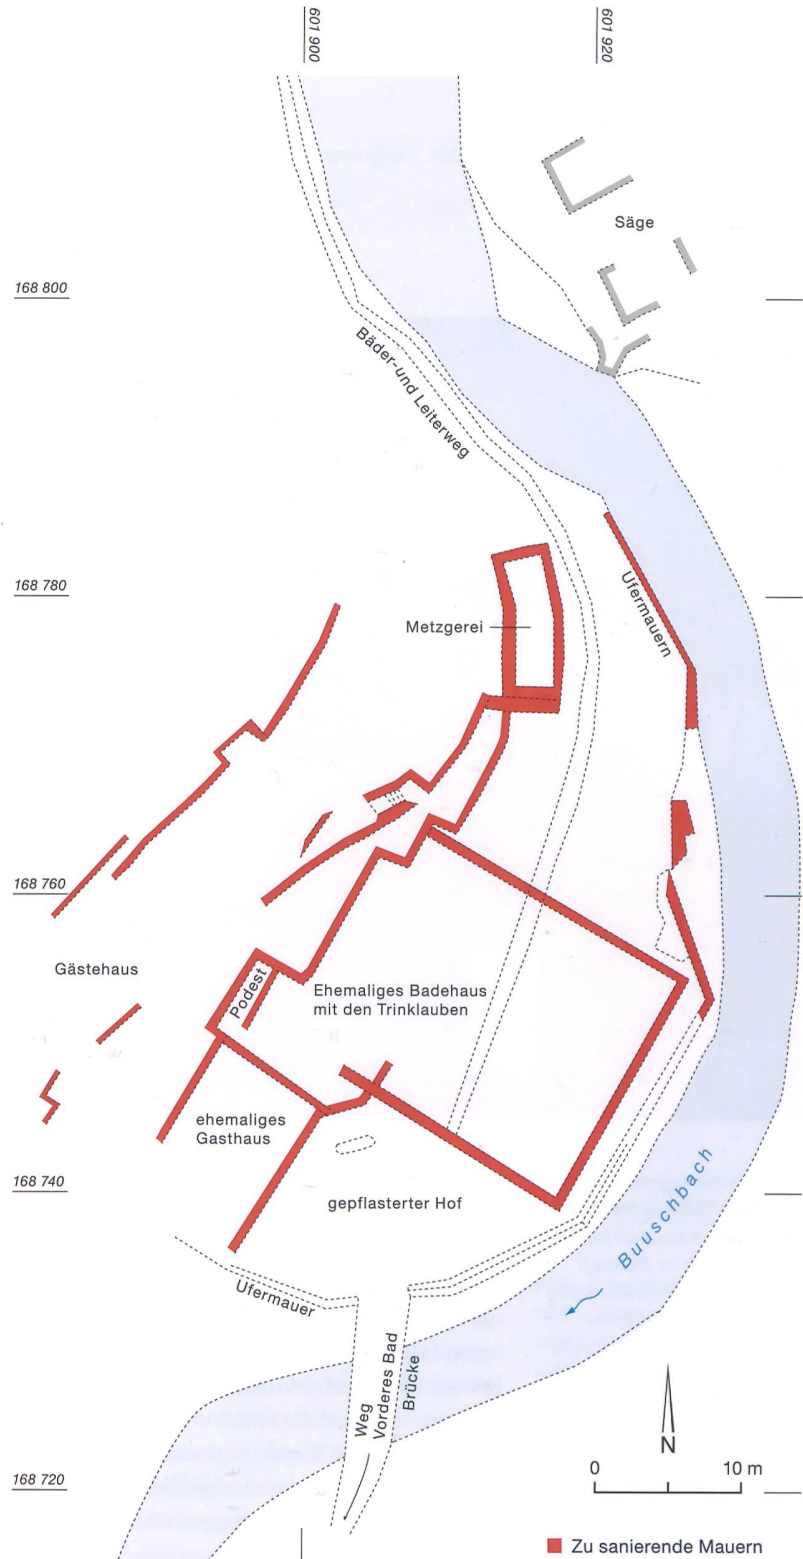 601 900
601 920
Säge
168 800
Bäder-und Leiterweg
168 780
Ufermauern
Metzgerei
168 760
Gästehaus
Podest
Ehemaliges Badehaus
mit den Trinklauben
ehemaliges
Gasthaus
168 740
gepflasterter Hof
Buuschbach
Ufermauer
Weg
Vorderes Bad
Brücke
N
168 720
0 10 m
Zu sanierende Mauern